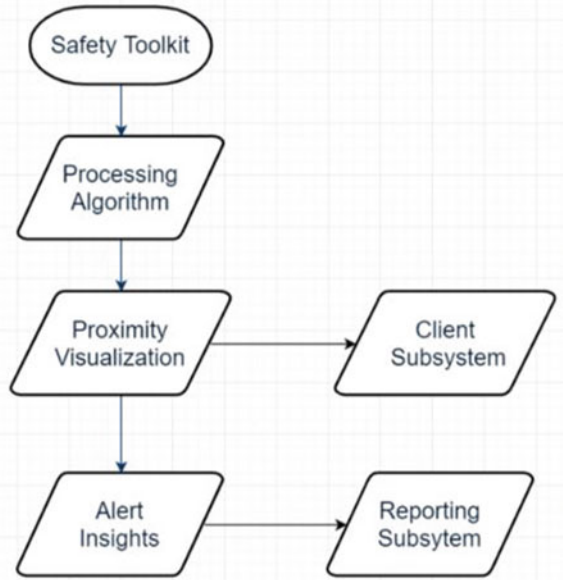 Safety Toolkit
Processing
Algorithm
Proximity
Visualization
Client
Subsystem
Alert
Insights
Reporting
Subsytem